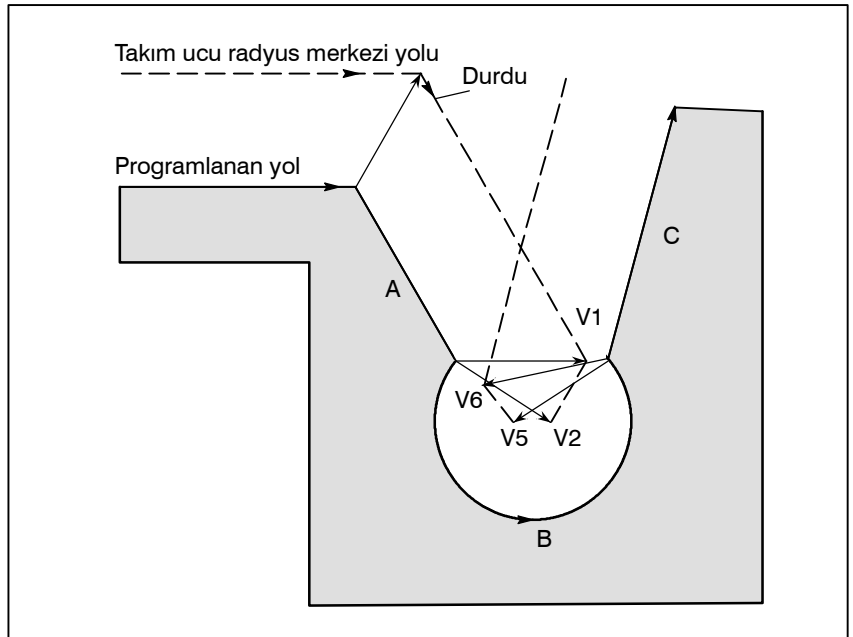 Takım ucu radyus merkezi yolu
Durdu
Programlanan yol
C
A
V1
V6
V5 V2
B